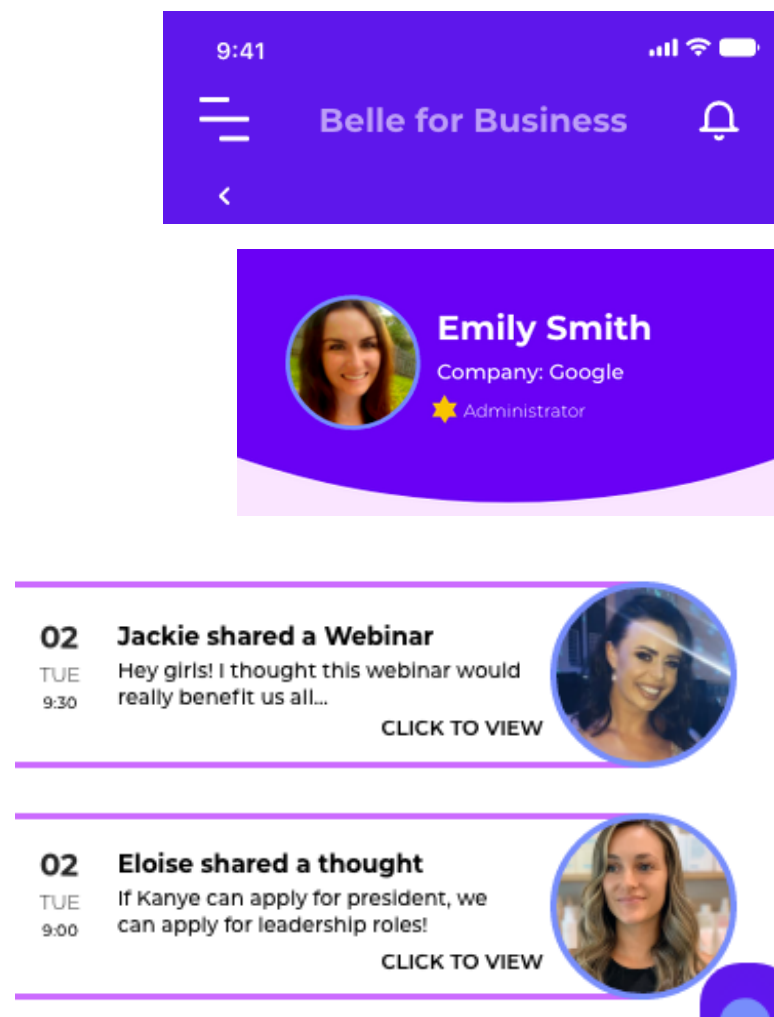 9:41
Belle for Business
Emily Smith
Company: Google
Administrator
02
TUE
9:30
Jackie shared a Webinar
Hey girls! I thought this webinar would
really benefit us all...
CLICK TO VIEW
02
TUE
9:00
Eloise shared a thought
If Kanye can apply for president, we
can apply for leadership roles!
CLICK TO VIEW